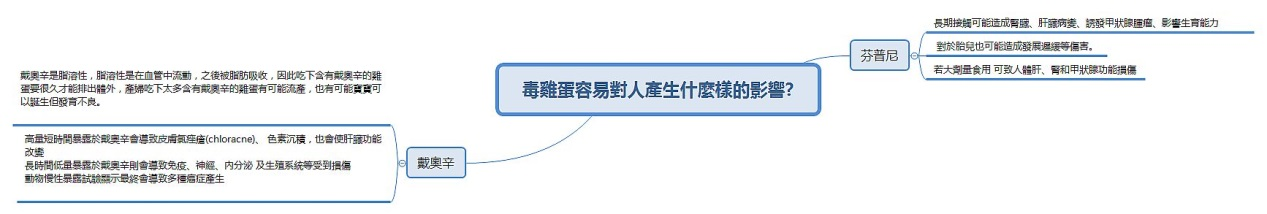 毒雞蛋容易對人產生什麼樣的影響?
芬普尼
長期接觸可能造成腎臟、肝臟病變、誘發甲狀腺腫瘤、影響生育能力
對於胎兒也可能造成發展遲緩等傷害。
若大劑量食用 可致人體肝、腎和甲狀腺功能損傷
戴奧辛
戴奧辛是脂溶性，脂溶性是在血管中流動，之後被脂肪吸收，因此吃下含有戴奧辛的雞
蛋要很久才能排出體外，產婦吃下太多含有戴奧辛的雞蛋有可能流產，也有可能寶寶可
以誕生但發育不良。
高量短時間暴露於戴奧辛會導致皮膚氯痤瘡(chloracne)、 色素沉積，也會使肝臟功能
改變
長時間低量暴露於戴奧辛則會導致免疫、神經、內分泌 及生殖系統等受到損傷
動物慢性暴露試驗顯示最終會導致多種癌症產生